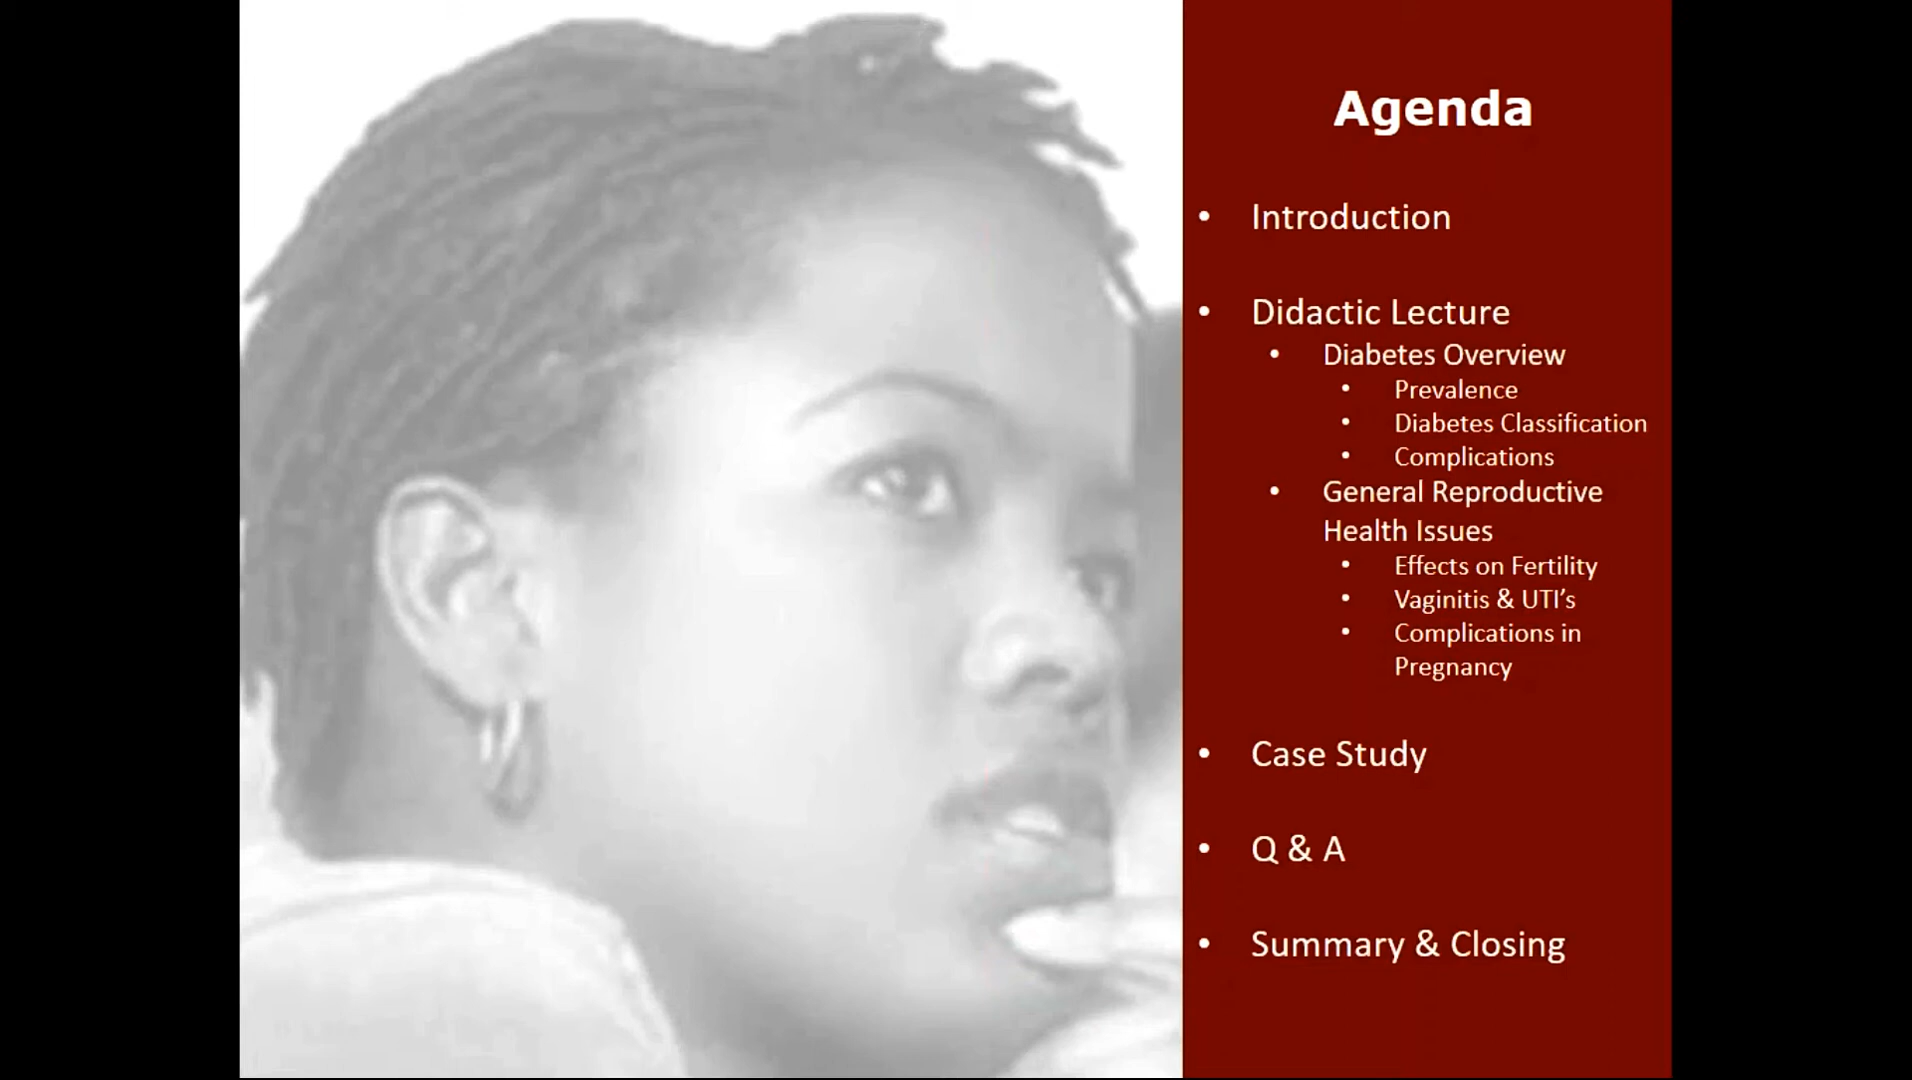 Agenda
• Introduction
• Didactic Lecture
• Diabetes Overview
• Prevalence
• Diabetes Classification
• Complications
• General Reproductive
Health Issues
• Effects on Fertility
• Vaginitis & UTI’s
• Complications in
Pregnancy
• Case Study
• Q & A
• Summary & Closing